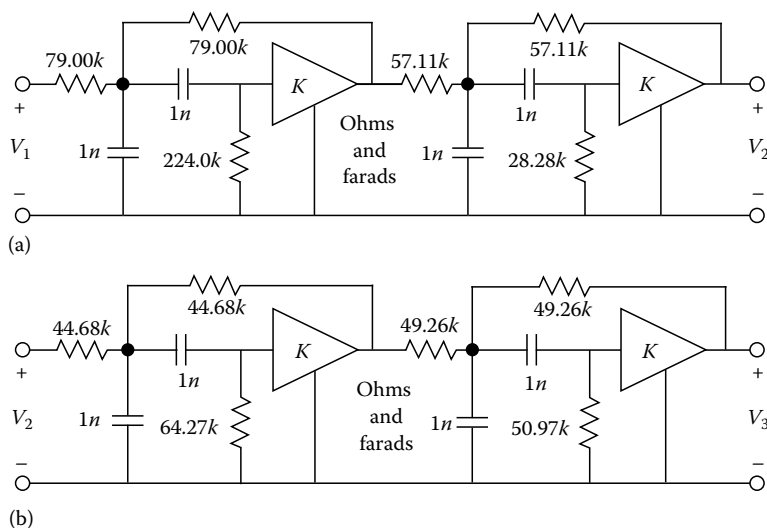 79.00k
79.00k
57.11k
57.11k
+
1n
K
+
1n
K
+
V1
1n
224.0k
Ohms
and
farads
1n
28.28k
V2
−
−
(a)
44.68k
44.68k
49.26k
49.26k
+
1n
K
1n
K
+
V2
1n
64.27k
Ohms
and
farads
1n
50.97k
V3
−
−
(b)